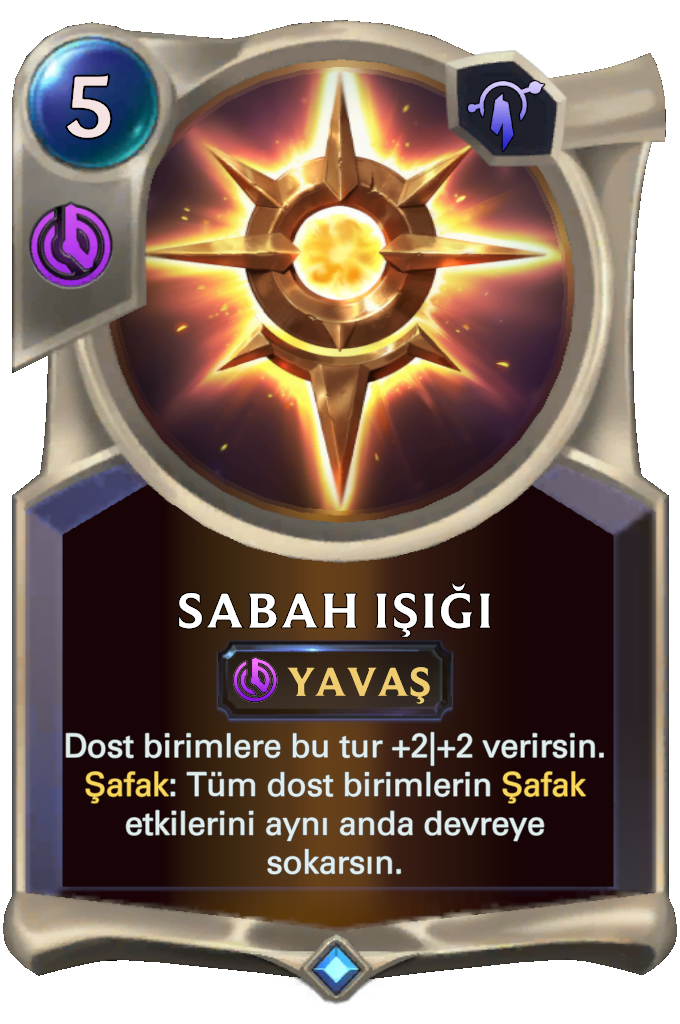 5
SABAH IŞIĞI
YAVAŞ
Dost birimlere bu tur +2|+2 verirsin.
Şafak: Tüm dost birimlerin Şafak
etkilerini aynı anda devreye
sokarsın.